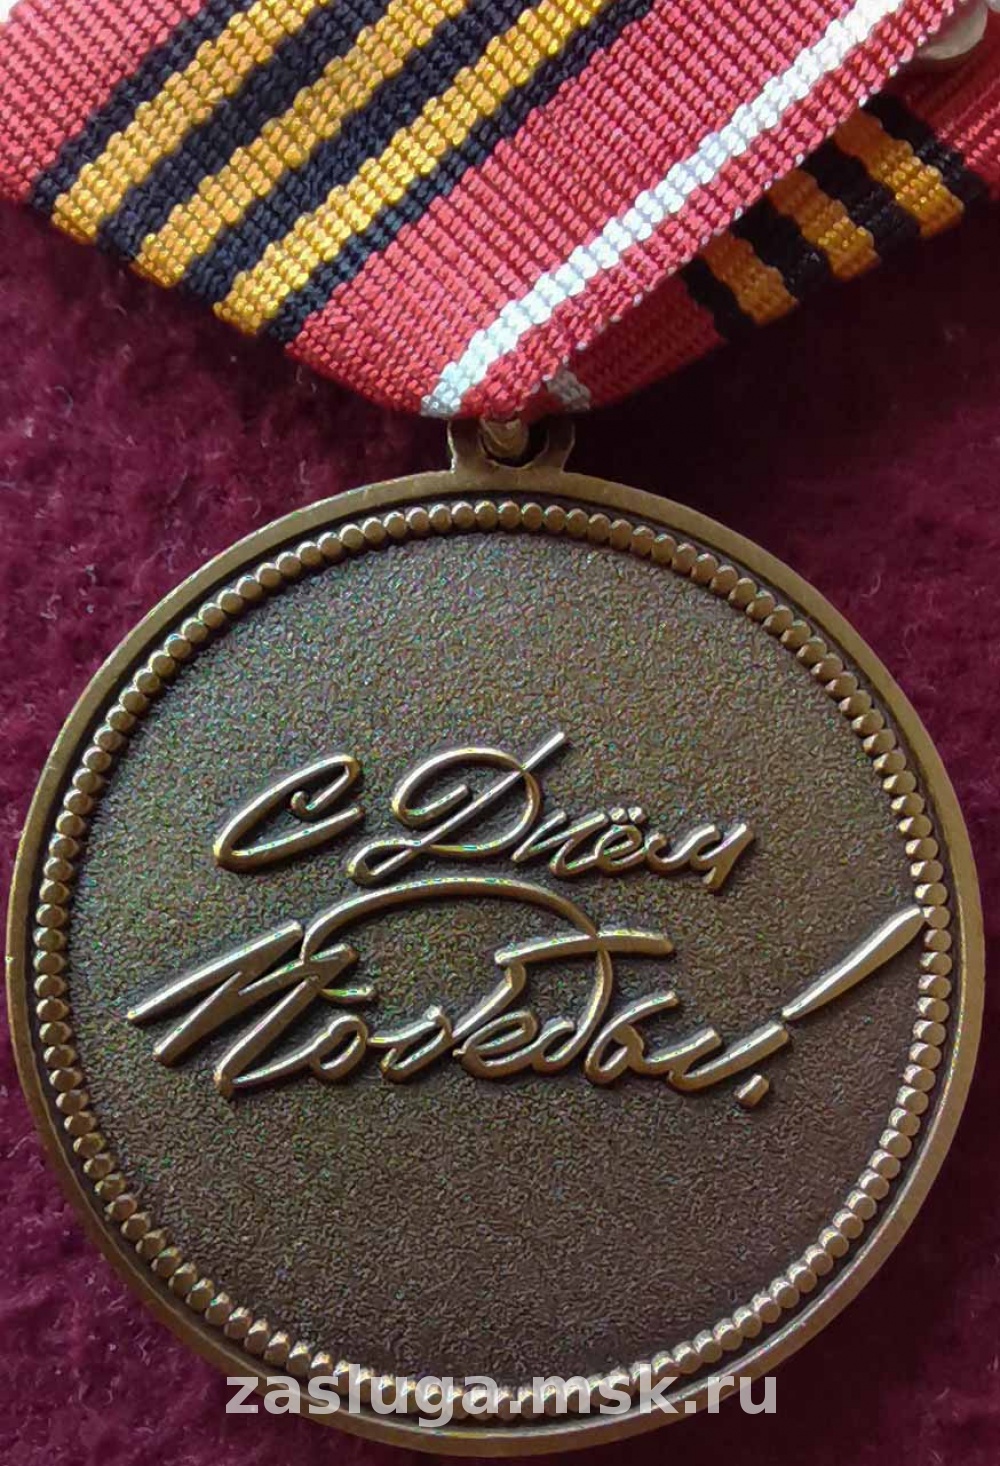 С Днём
Победы!
zasluga.msk.ru